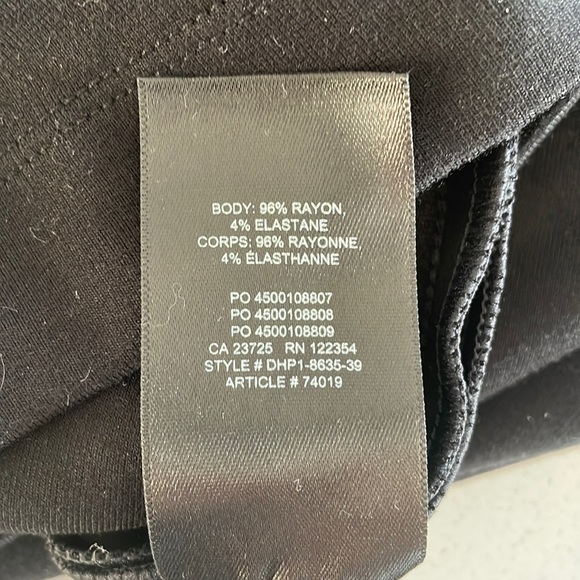 BODY: 96% RAYON,
4% ELASTANE
CORPS: 96% RAYONNE,
4% ÉLASTHANNE
PO 4500108807
PO 4500108808
PO 4500108809
CA 23725 RN 122354
STYLE # DHP1-8635-39
ARTICLE # 74019